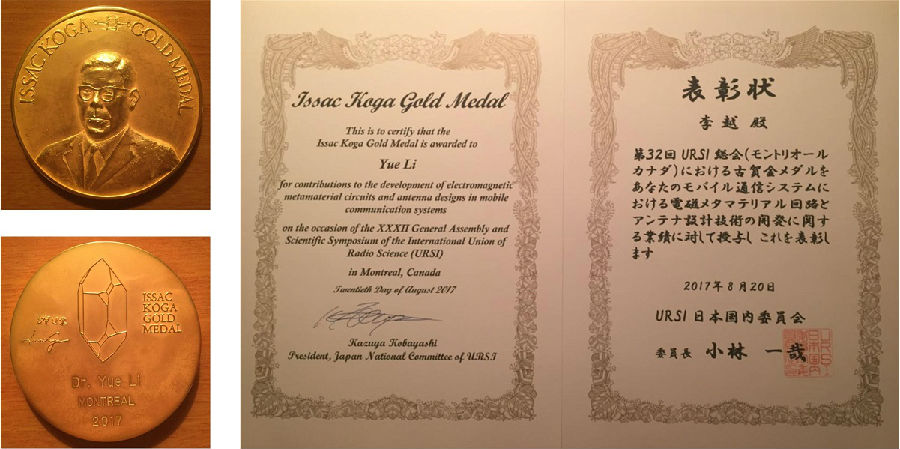 ISSAC KOGA GOLD MEDAL
ISSAC
KOGA
GOLD
MEDAL
Dr. Yue Li
MONTREAL
2017
Issac Koga Gold Medal
This is to certify that the
Issac Koga Gold Medal is awarded to
Yue Li
for contributions to the development of electromagnetic
metamaterial circuits and antenna designs in mobile
communication systems
on the occasion of the XXXII General Assembly and
Scientific Symposium of the International Union of
Radio Science (URSI)
in Montreal, Canada
Twentieth Day of August 2017
Kazuya Kobayashi
President, Japan National Committee of URSI
表彰状
李越 殿
第32回 URSI 総会(モントリオール
カナダ)における古賀金メダルを
あなたのモバイル通信システムに
おける電磁メタマテリアル回路と
アンテナ設計技術の開発に関す
る業績に対して授与し これを表彰し
ます
2017年8月20日
URSI 日本国内委員会
委員長 小林 一哉